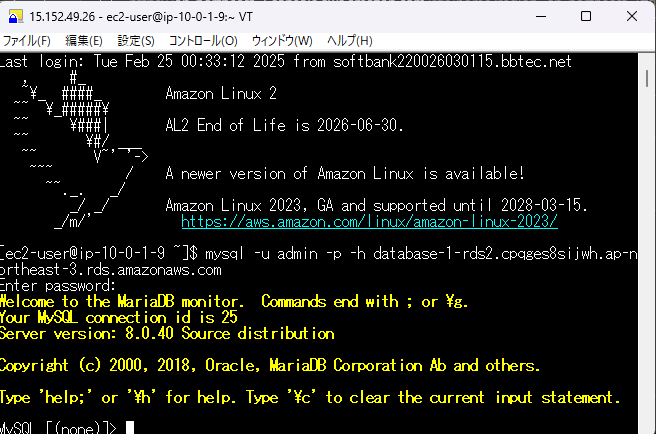 15.152.49.26 - ec2-user@ip-10-0-1-9:~ VT
ファイル(F) 編集(E) 設定(S) コントロール(O) ウィンドウ(W) ヘルプ(H)
Last login: Tue Feb 25 00:33:12 2025 from softbank220026030115.bbtec.net
   ,     #_
   ~¥_  ####_        Amazon Linux 2
  ~~  ¥_#####¥
  ~~     ¥###|       AL2 End of Life is 2026-06-30.
  ~~       ¥#/ ___
   ~~       V~' '->
    ~~~         /    A newer version of Amazon Linux is available!
      ~~._.   _/
         _/ _/       Amazon Linux 2023, GA and supported until 2028-03-15.
       _/m/'           https://aws.amazon.com/linux/amazon-linux-2023/
[ec2-user@ip-10-0-1-9 ~]$ mysql -u admin -p -h database-1-rds2.cpqges8sijwh.ap-n
ortheast-3.rds.amazonaws.com
Enter password:
Welcome to the MariaDB monitor.  Commands end with ; or ¥g.
Your MySQL connection id is 25
Server version: 8.0.40 Source distribution
Copyright (c) 2000, 2018, Oracle, MariaDB Corporation Ab and others.
Type 'help;' or '¥h' for help. Type '¥c' to clear the current input statement.
MySQL [(none)]>